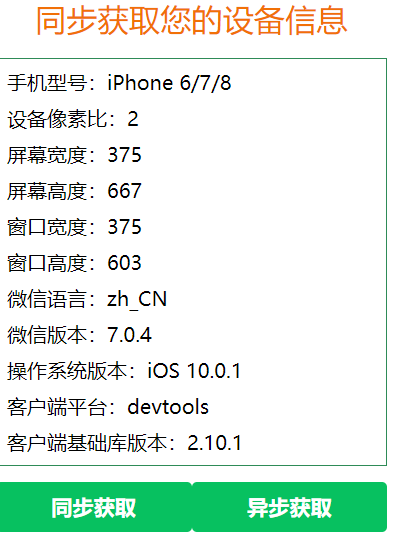 同步获取您的设备信息
手机型号：iPhone 6/7/8
设备像素比：2
屏幕宽度：375
屏幕高度：667
窗口宽度：375
窗口高度：603
微信语言：zh_CN
微信版本：7.0.4
操作系统版本：iOS 10.0.1
客户端平台：devtools
客户端基础库版本：2.10.1
同步获取 异步获取